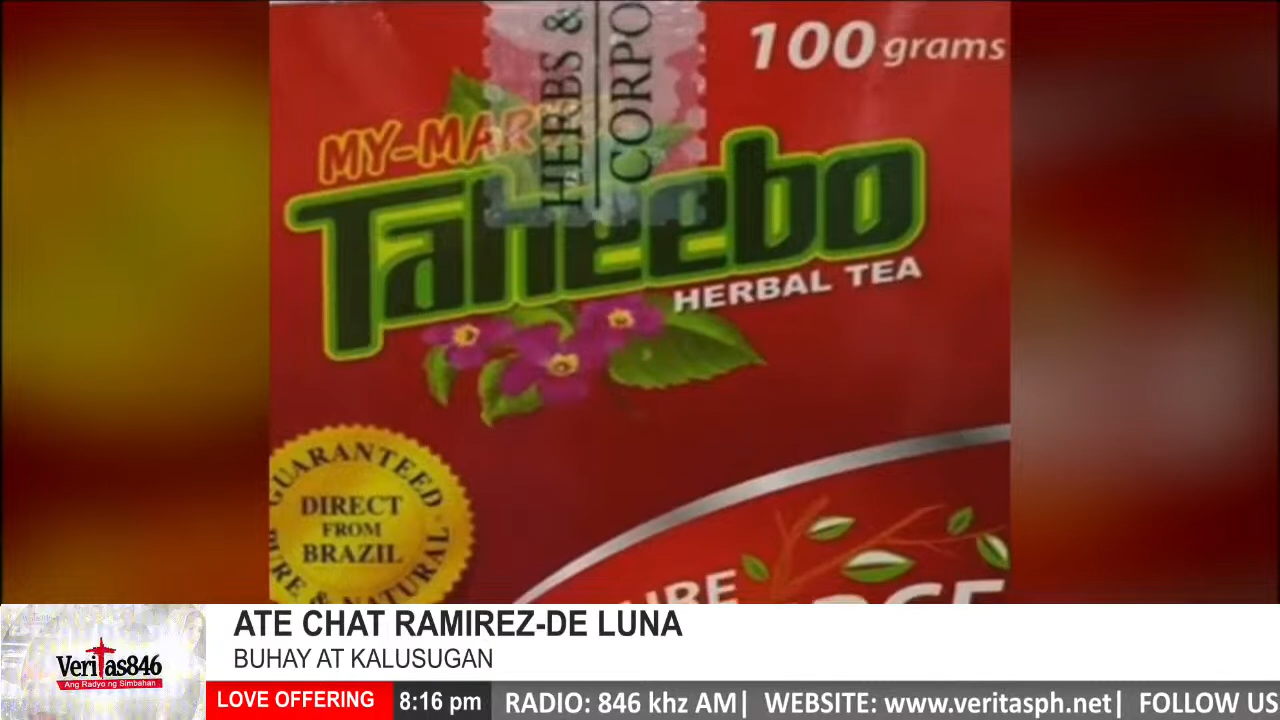 100 grams
HERBS &
CORPO
MY-MAR
Taheebo
HERBAL TEA
GUARANTEED
DIRECT
FROM
BRAZIL
PURE & NATURAL
ATE CHAT RAMIREZ-DE LUNA
BUHAY AT KALUSUGAN
Veritas846
Ang Radyo ng Simbahan
LOVE OFFERING
8:16 pm
RADIO: 846 khz AM| WEBSITE: www.veritasph.net| FOLLOW US